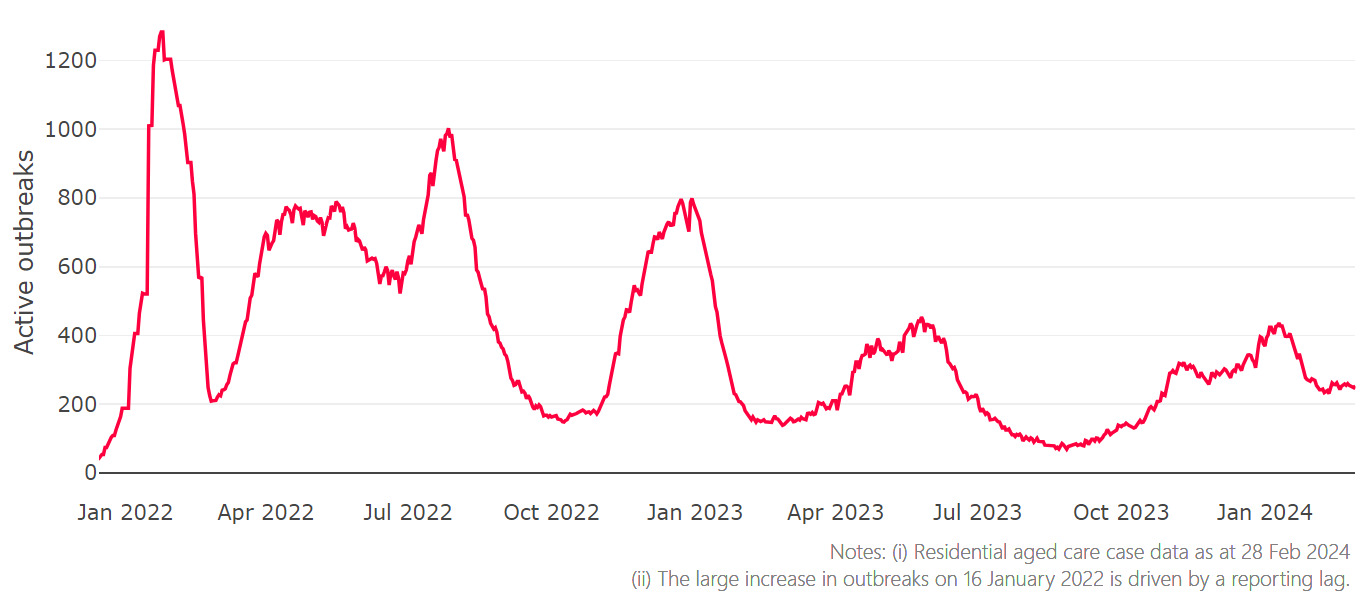 Active outbreaks
1200
1000
800
600
400
200
0
Jan 2022 Apr 2022 Jul 2022 Oct 2022 Jan 2023 Apr 2023 Jul 2023 Oct 2023 Jan 2024
Notes: (i) Residential aged care case data as at 28 Feb 2024
(ii) The large increase in outbreaks on 16 January 2022 is driven by a reporting lag.